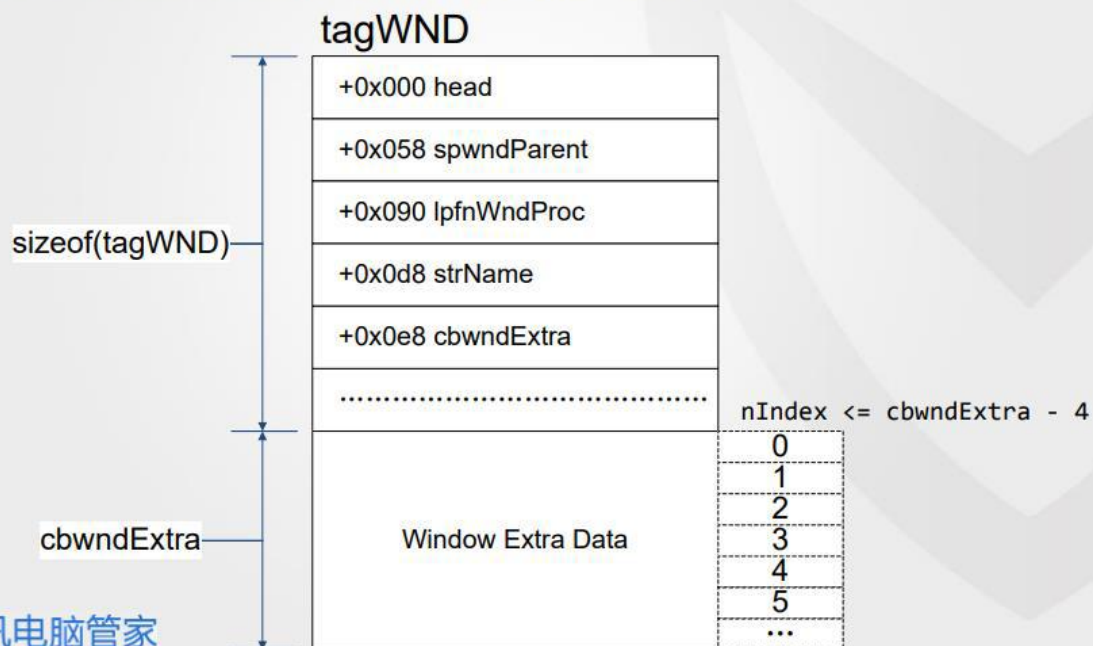 tagWND
+0x000 head
+0x058 spwndParent
+0x090 lpfnWndProc
sizeof(tagWND)
+0x0d8 strName
+0x0e8 cbwndExtra
………………………………………
nIndex <= cbwndExtra - 4
0
1
2
cbwndExtra
Window Extra Data
3
4
5
...
电脑管家